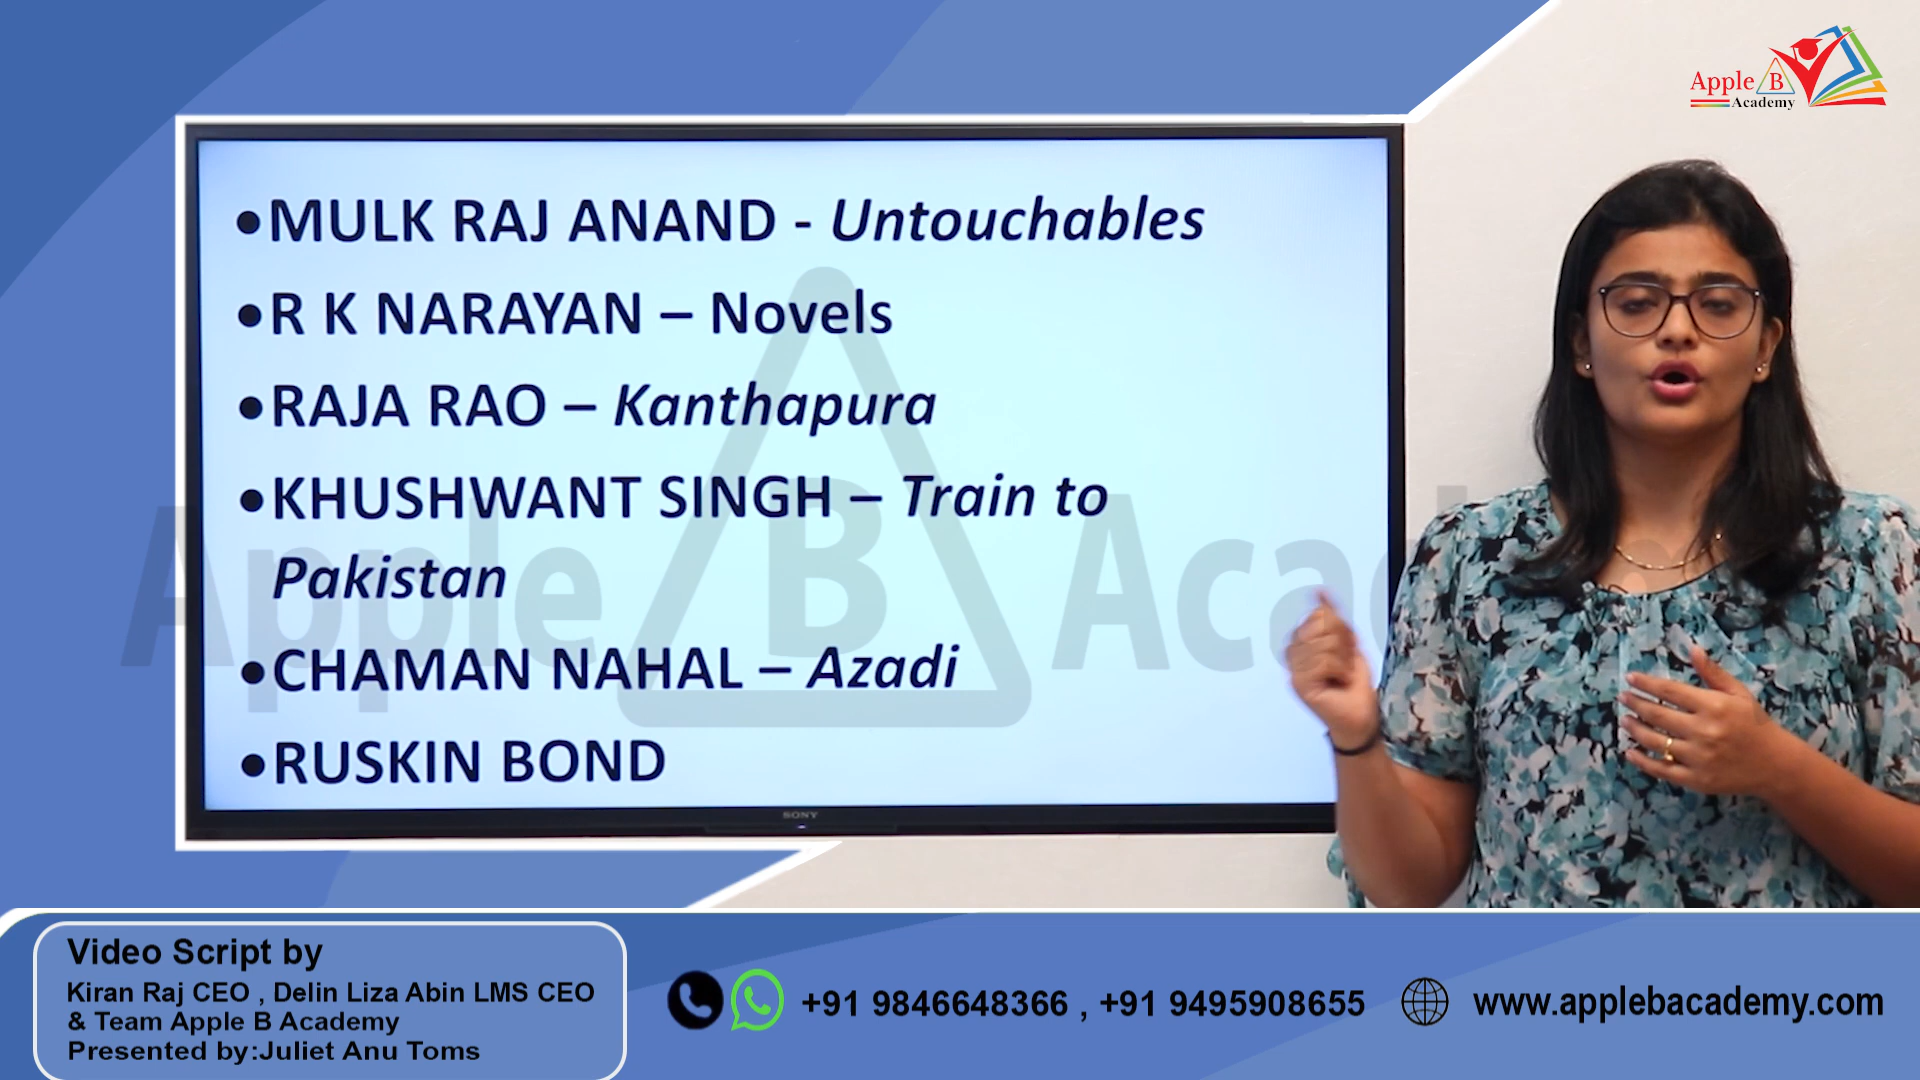 Apple B
Academy
•MULK RAJ ANAND - Untouchables
•R K NARAYAN – Novels
•RAJA RAO – Kanthapura
•KHUSHWANT SINGH – Train to
Pakistan
•CHAMAN NAHAL – Azadi
•RUSKIN BOND
Apple B Acad
SONY
Video Script by
Kiran Raj CEO , Delin Liza Abin LMS CEO
& Team Apple B Academy
Presented by:Juliet Anu Toms
+91 9846648366 , +91 9495908655
www.applebacademy.com